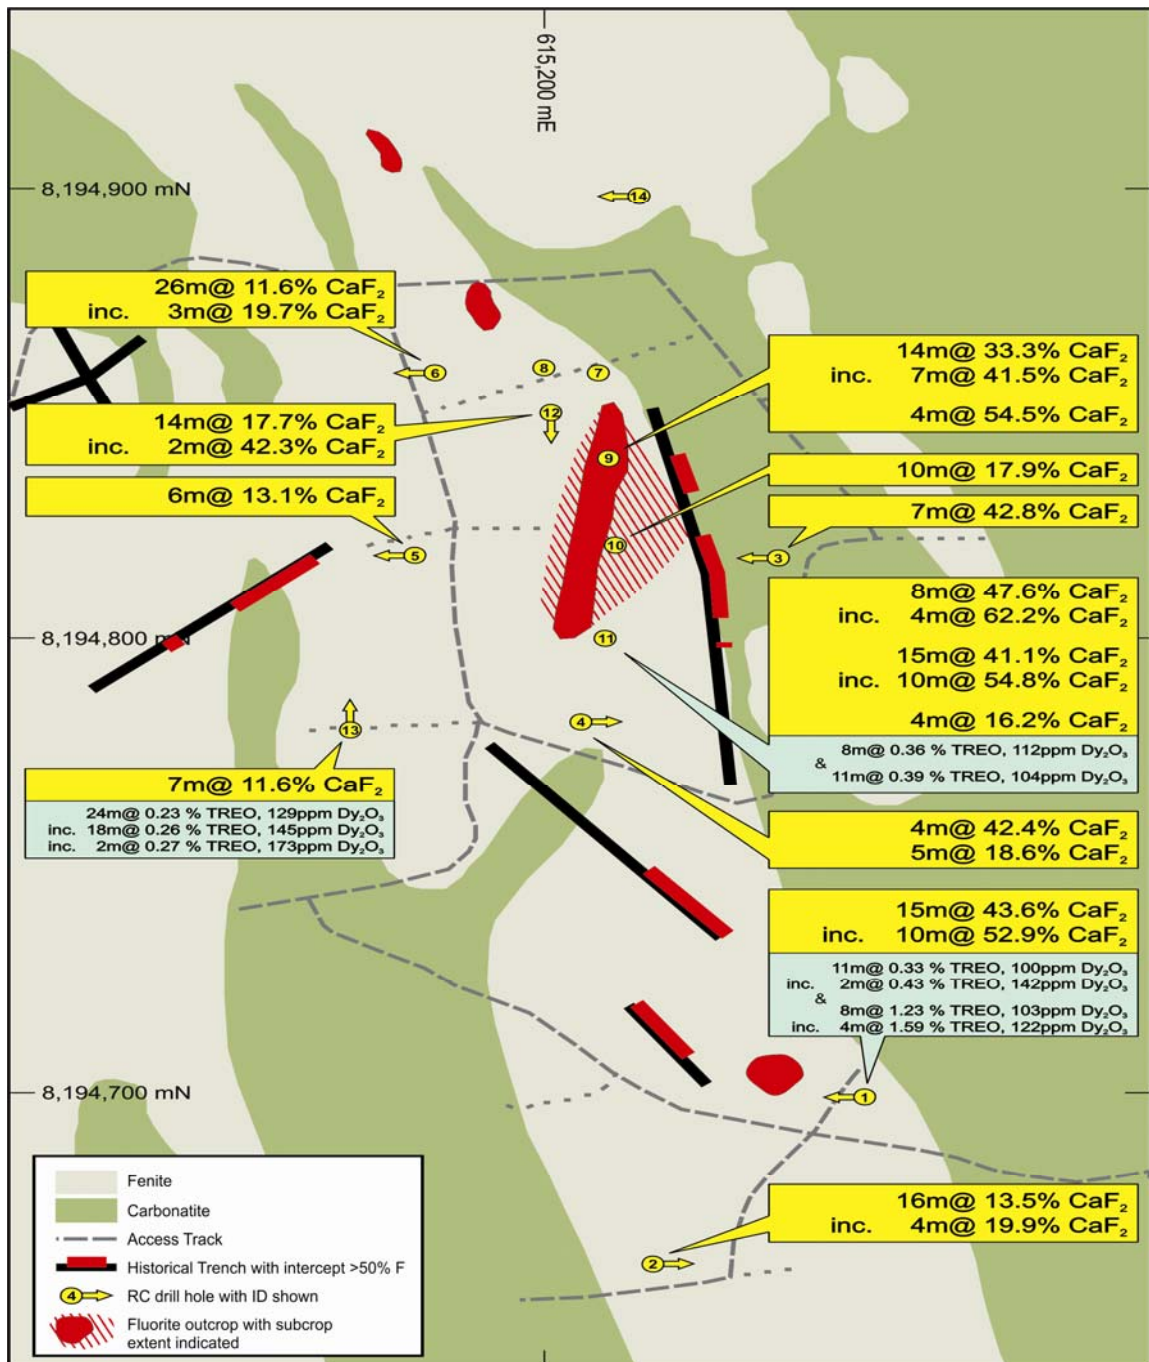 615,200 mE
8,194,900 mN
14
26m@ 11.6% CaF₂
inc. 3m@ 19.7% CaF₂
6
8
7
14m@ 33.3% CaF₂
inc. 7m@ 41.5% CaF₂
4m@ 54.5% CaF₂
14m@ 17.7% CaF₂
inc. 2m@ 42.3% CaF₂
12
9
10m@ 17.9% CaF₂
6m@ 13.1% CaF₂
7m@ 42.8% CaF₂
5
10
3
8m@ 47.6% CaF₂
inc. 4m@ 62.2% CaF₂
15m@ 41.1% CaF₂
inc. 10m@ 54.8% CaF₂
4m@ 16.2% CaF₂
8m@ 0.36 % TREO, 112ppm Dy₂O₃
&
11m@ 0.39 % TREO, 104ppm Dy₂O₃
8,194,800 mN
11
4
13
7m@ 11.6% CaF₂
24m@ 0.23 % TREO, 129ppm Dy₂O₃
inc. 18m@ 0.26 % TREO, 145ppm Dy₂O₃
inc. 2m@ 0.27 % TREO, 173ppm Dy₂O₃
4m@ 42.4% CaF₂
5m@ 18.6% CaF₂
15m@ 43.6% CaF₂
inc. 10m@ 52.9% CaF₂
11m@ 0.33 % TREO, 100ppm Dy₂O₃
inc. 2m@ 0.43 % TREO, 142ppm Dy₂O₃
&
8m@ 1.23 % TREO, 103ppm Dy₂O₃
inc. 4m@ 1.59 % TREO, 122ppm Dy₂O₃
8,194,700 mN
1
16m@ 13.5% CaF₂
inc. 4m@ 19.9% CaF₂
2
Fenite
Carbonatite
Access Track
Historical Trench with intercept >50% F
4 RC drill hole with ID shown
Fluorite outcrop with subcrop
extent indicated